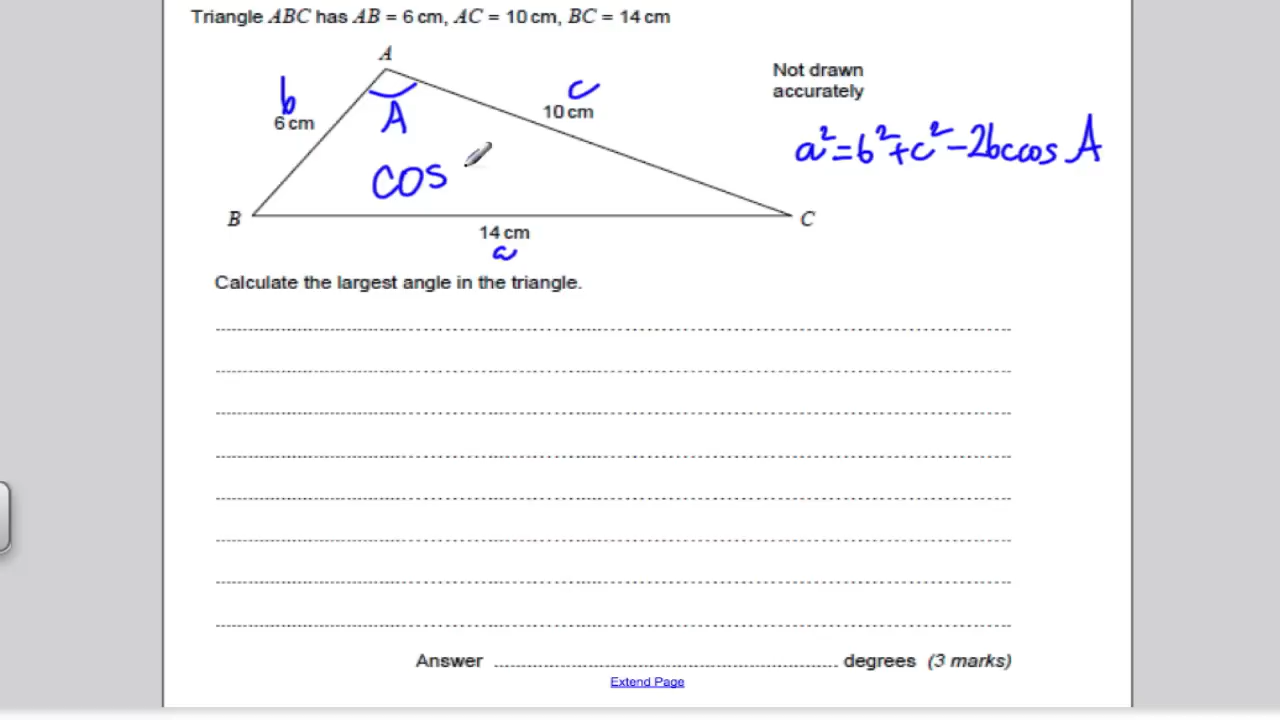 Triangle ABC has AB = 6 cm, AC = 10 cm, BC = 14 cm
A
b
c
Not drawn
accurately
6 cm
A
10 cm
a² = b² + c² − 2bccos A
cos
B
C
14 cm
a
Calculate the largest angle in the triangle.
Answer ........................................ degrees (3 marks)
Extend Page